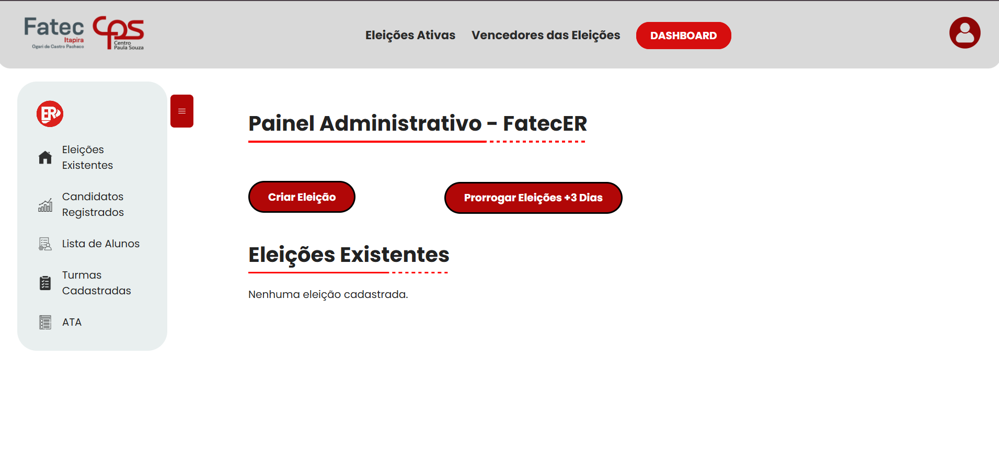 Fatec
Itapira
Ogari de Castro Pacheco
CPS
Centro
Paula Souza
Eleições Ativas
Vencedores das Eleições
DASHBOARD
ER
Eleições
Existentes
Candidatos
Registrados
Lista de Alunos
Turmas
Cadastradas
ATA
Painel Administrativo - FatecER
Criar Eleição
Prorrogar Eleições +3 Dias
Eleições Existentes
Nenhuma eleição cadastrada.